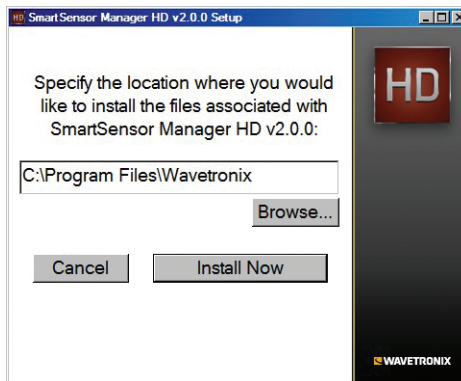 HD SmartSensor Manager HD v2.0.0 Setup
HD
Specify the location where you would
like to install the files associated with
SmartSensor Manager HD v2.0.0:
C:\Program Files\Wavetronix
Browse...
Cancel
Install Now
WAVETRONIX